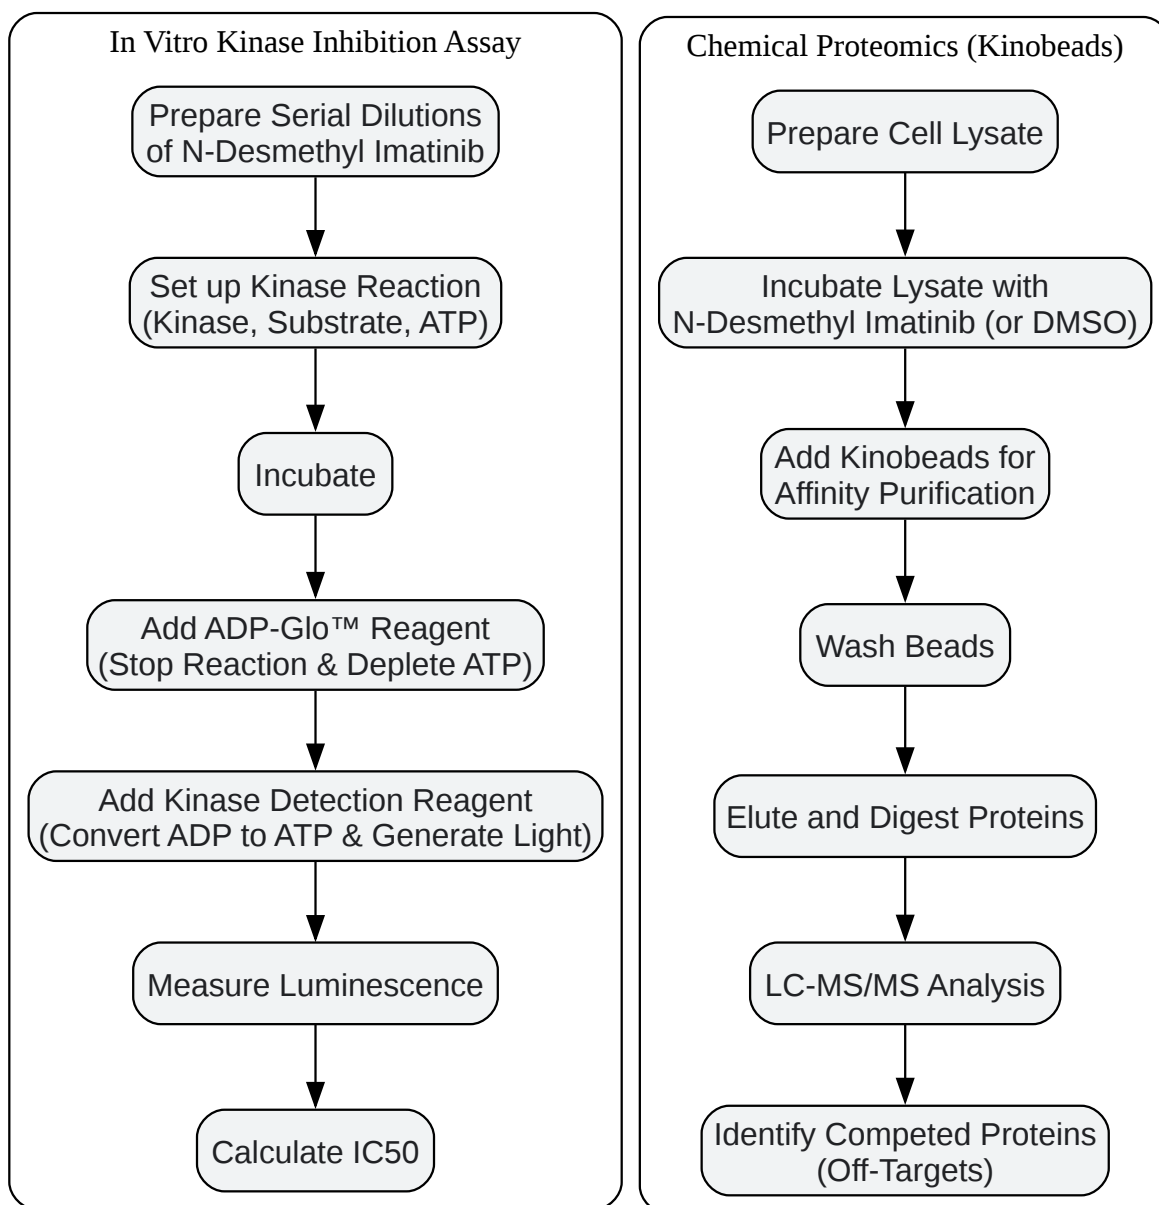 In Vitro Kinase Inhibition Assay
Prepare Serial Dilutions
of N-Desmethyl Imatinib
Set up Kinase Reaction
(Kinase, Substrate, ATP)
Incubate
Add ADP-Glo™ Reagent
(Stop Reaction & Deplete ATP)
Add Kinase Detection Reagent
(Convert ADP to ATP & Generate Light)
Measure Luminescence
Calculate IC50
Chemical Proteomics (Kinobeads)
Prepare Cell Lysate
Incubate Lysate with
N-Desmethyl Imatinib (or DMSO)
Add Kinobeads for
Affinity Purification
Wash Beads
Elute and Digest Proteins
LC-MS/MS Analysis
Identify Competed Proteins
(Off-Targets)